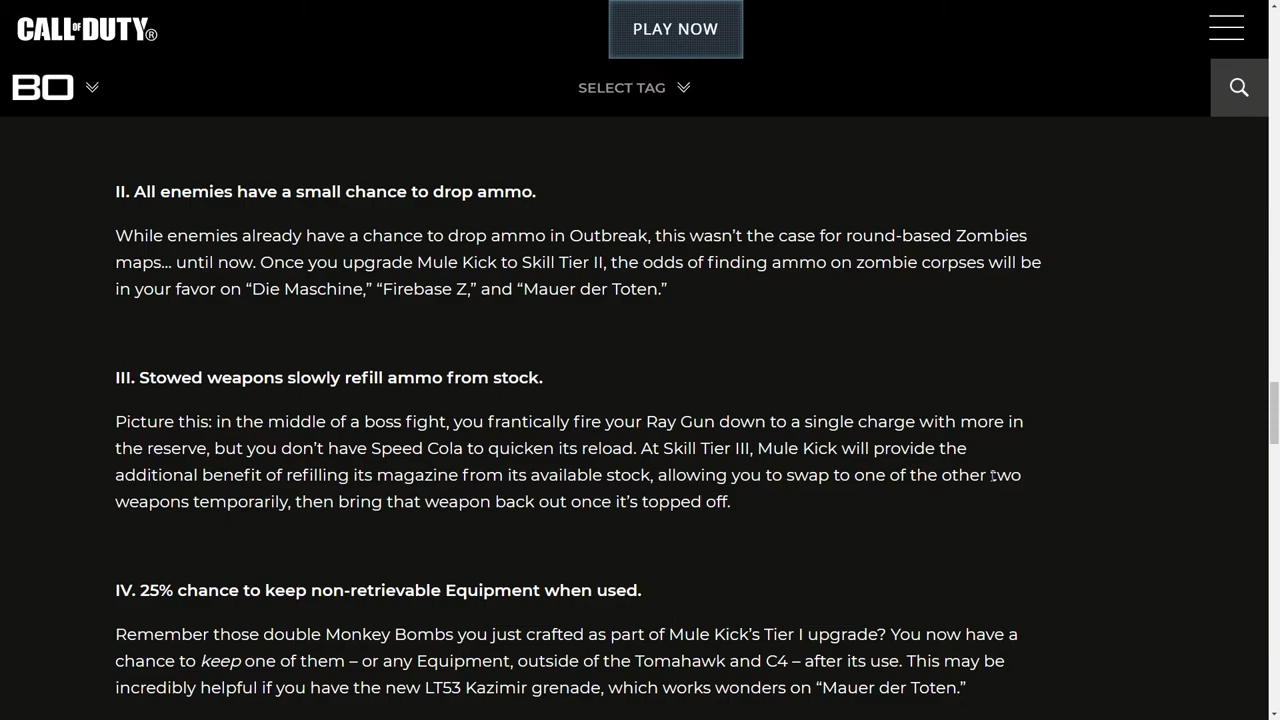 CALL OF DUTY®
PLAY NOW
BO
SELECT TAG
II. All enemies have a small chance to drop ammo.
While enemies already have a chance to drop ammo in Outbreak, this wasn’t the case for round-based Zombies
maps… until now. Once you upgrade Mule Kick to Skill Tier II, the odds of finding ammo on zombie corpses will be
in your favor on “Die Maschine,” “Firebase Z,” and “Mauer der Toten.”
III. Stowed weapons slowly refill ammo from stock.
Picture this: in the middle of a boss fight, you frantically fire your Ray Gun down to a single charge with more in
the reserve, but you don’t have Speed Cola to quicken its reload. At Skill Tier III, Mule Kick will provide the
additional benefit of refilling its magazine from its available stock, allowing you to swap to one of the other two
weapons temporarily, then bring that weapon back out once it’s topped off.
IV. 25% chance to keep non-retrievable Equipment when used.
Remember those double Monkey Bombs you just crafted as part of Mule Kick’s Tier I upgrade? You now have a
chance to keep one of them – or any Equipment, outside of the Tomahawk and C4 – after its use. This may be
incredibly helpful if you have the new LT53 Kazimir grenade, which works wonders on “Mauer der Toten.”